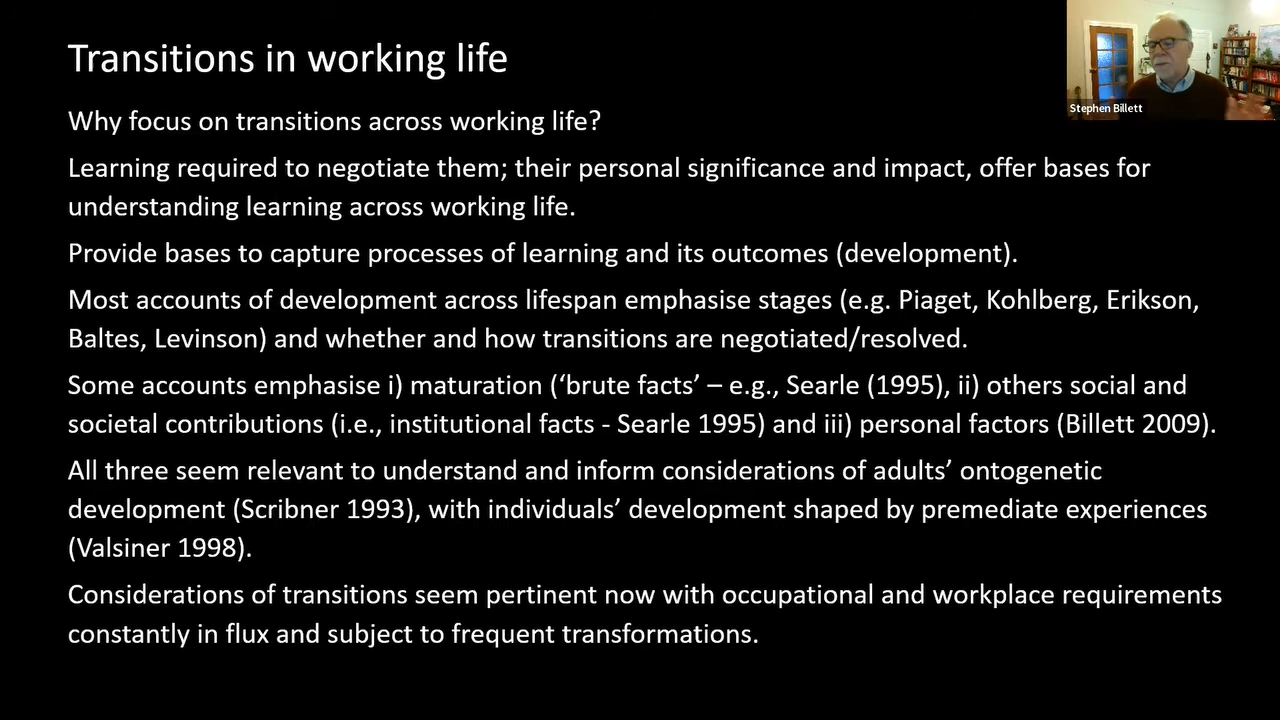 Transitions in working life
Stephen Billett
Why focus on transitions across working life?
Learning required to negotiate them; their personal significance and impact, offer bases for
understanding learning across working life.
Provide bases to capture processes of learning and its outcomes (development).
Most accounts of development across lifespan emphasise stages (e.g. Piaget, Kohlberg, Erikson,
Baltes, Levinson) and whether and how transitions are negotiated/resolved.
Some accounts emphasise i) maturation (‘brute facts’ – e.g., Searle (1995), ii) others social and
societal contributions (i.e., institutional facts - Searle 1995) and iii) personal factors (Billett 2009).
All three seem relevant to understand and inform considerations of adults’ ontogenetic
development (Scribner 1993), with individuals’ development shaped by premediate experiences
(Valsiner 1998).
Considerations of transitions seem pertinent now with occupational and workplace requirements
constantly in flux and subject to frequent transformations.